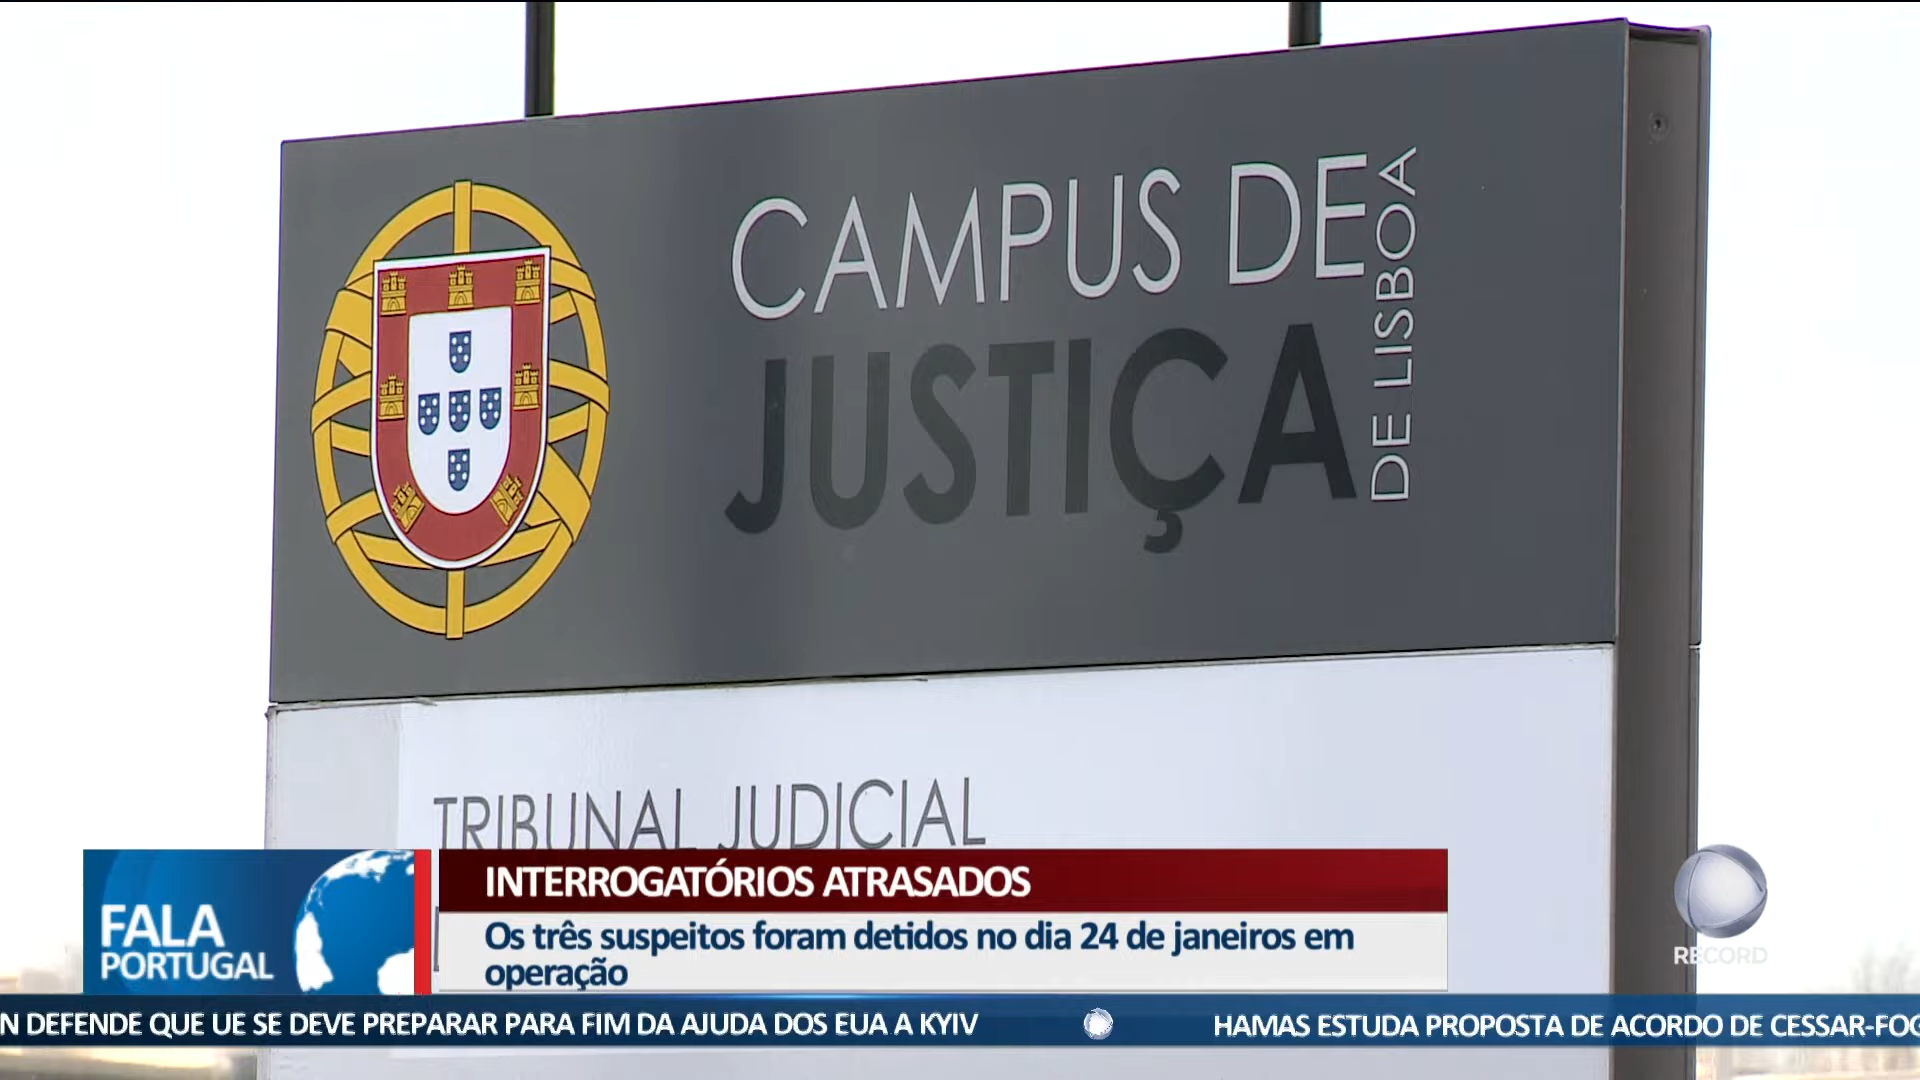 CAMPUS DE
JUSTIÇA
DE LISBOA
TRIBUNAL JUDICIAL
FALA
PORTUGAL
INTERROGATÓRIOS ATRASADOS
Os três suspeitos foram detidos no dia 24 de janeiros em
operação
RECORD
N DEFENDE QUE UE SE DEVE PREPARAR PARA FIM DA AJUDA DOS EUA A KYIV
HAMAS ESTUDA PROPOSTA DE ACORDO DE CESSAR-FOG